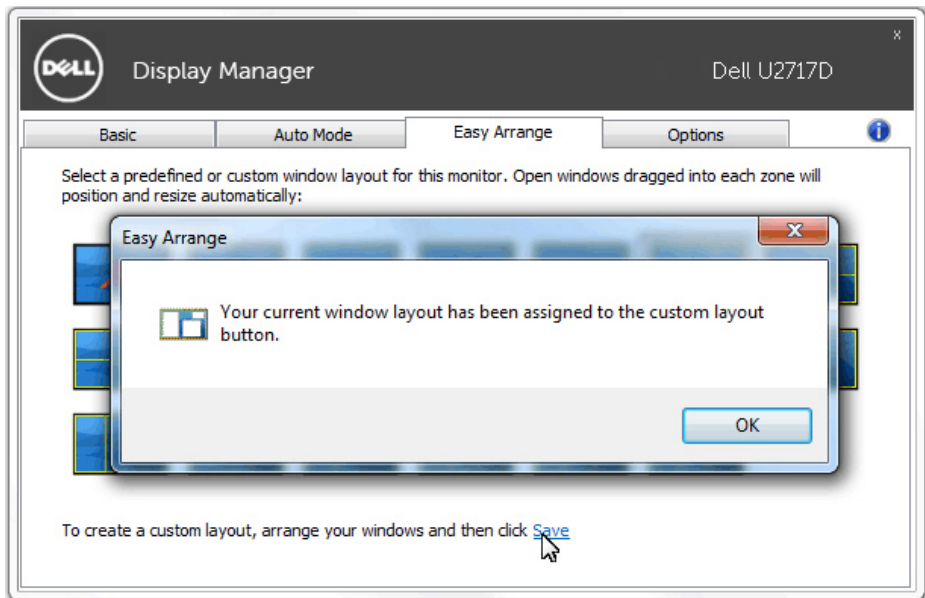 DELL Display Manager Dell U2717D
x
Basic Auto Mode Easy Arrange Options
Select a predefined or custom window layout for this monitor. Open windows dragged into each zone will
position and resize automatically:
Easy Arrange
Your current window layout has been assigned to the custom layout
button.
OK
To create a custom layout, arrange your windows and then click Save